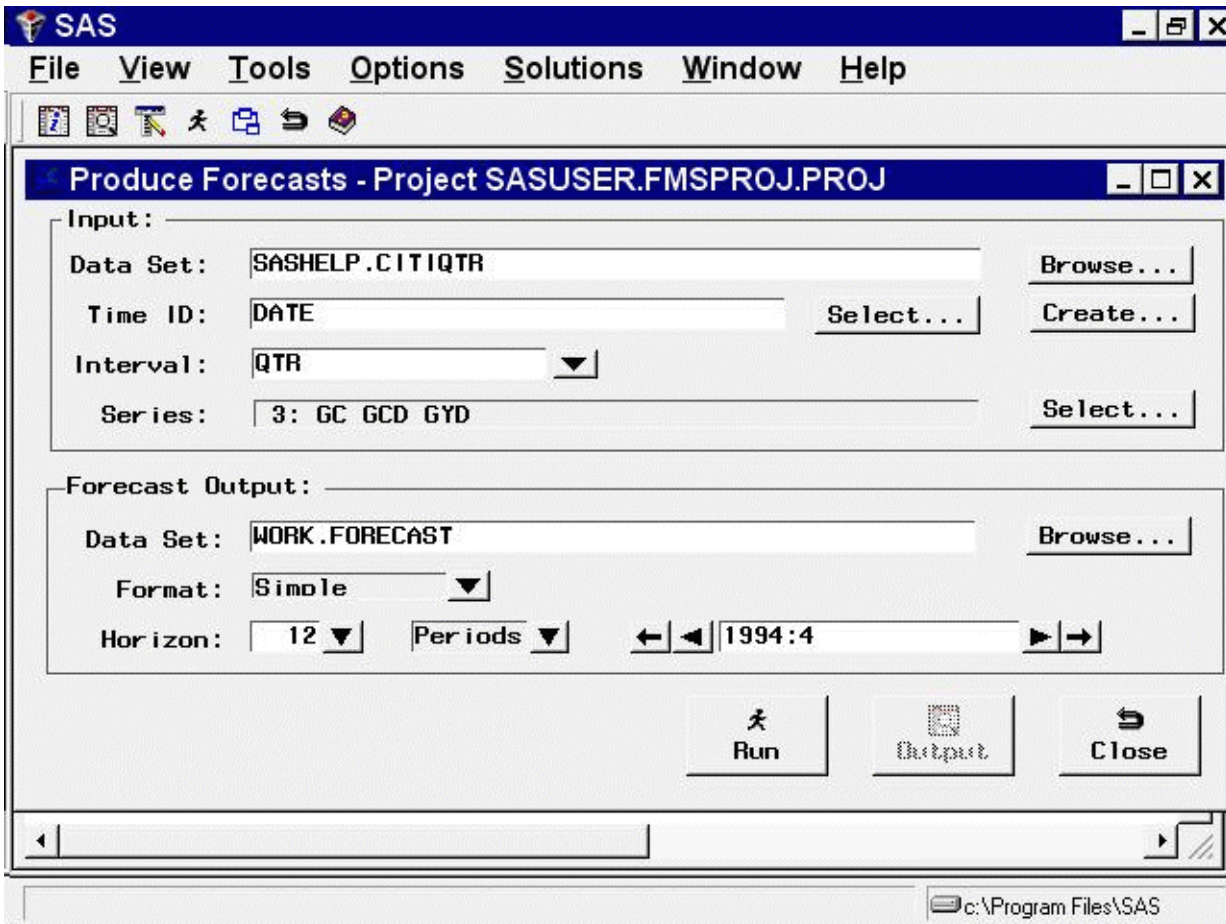 SAS
File View Tools Options Solutions Window Help
Produce Forecasts - Project SASUSER.FMSPROJ.PROJ
Input:
Data Set: SASHELP.CITIQTR Browse...
Time ID: DATE Select... Create...
Interval: QTR
Series: 3: GC GCD GYD Select...
Forecast Output:
Data Set: WORK.FORECAST Browse...
Format: Simple
Horizon: 12 Periods 1994:4
Run Output Close
c:\Program Files\SAS